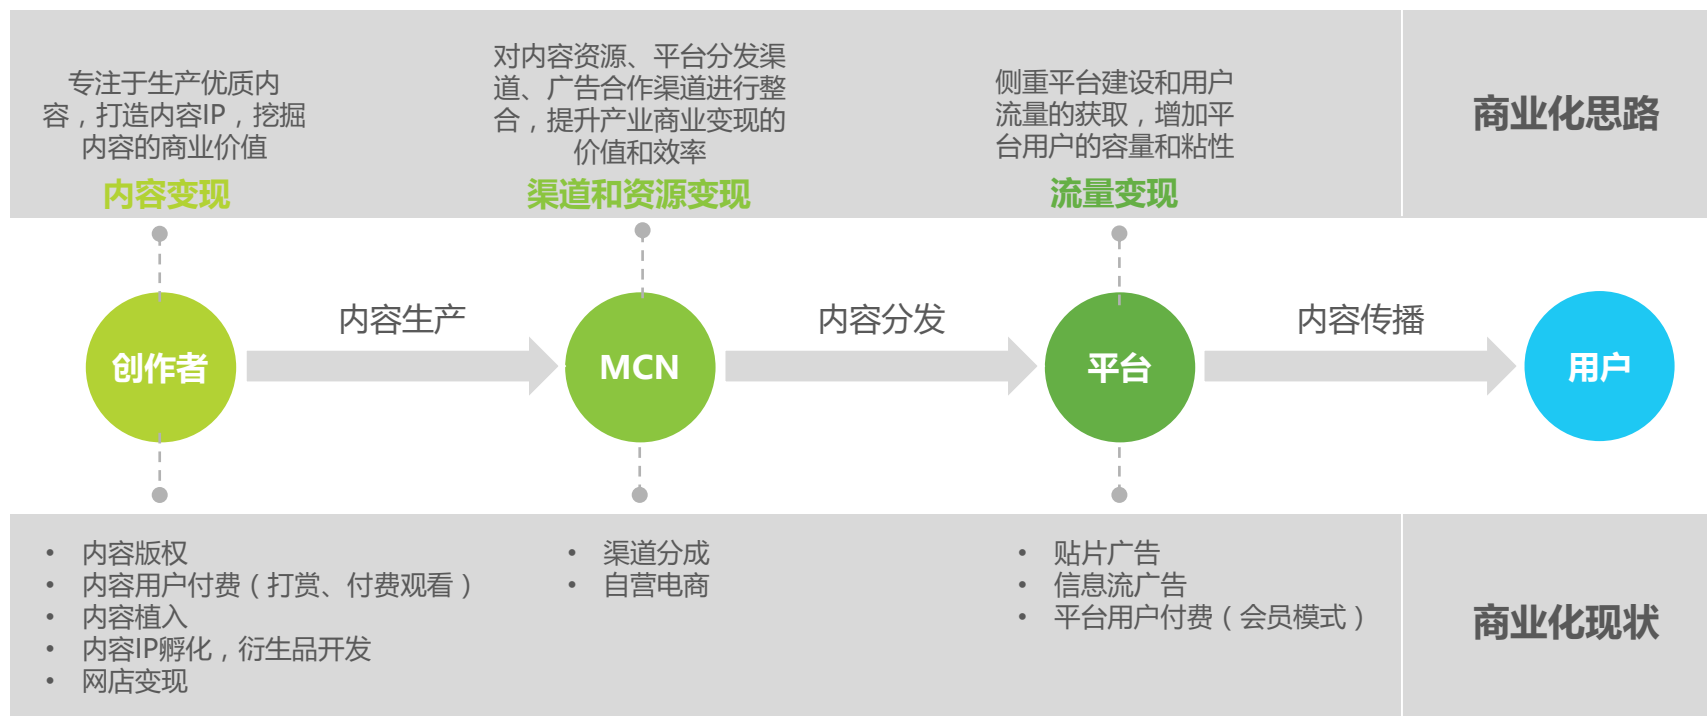 专注于生产优质内
容，打造内容IP，挖掘
内容的商业价值
内容变现
对内容资源、平台分发渠
道、广告合作渠道进行整
合，提升产业商业变现的
价值和效率
渠道和资源变现
侧重平台建设和用户
流量的获取，增加平
台用户的容量和粘性
流量变现
商业化思路
创作者
内容生产
MCN
内容分发
平台
内容传播
用户
• 内容版权
• 内容用户付费（打赏、付费观看）
• 内容植入
• 内容IP孵化，衍生品开发
• 网店变现
• 渠道分成
• 自营电商
• 贴片广告
• 信息流广告
• 平台用户付费（会员模式）
商业化现状